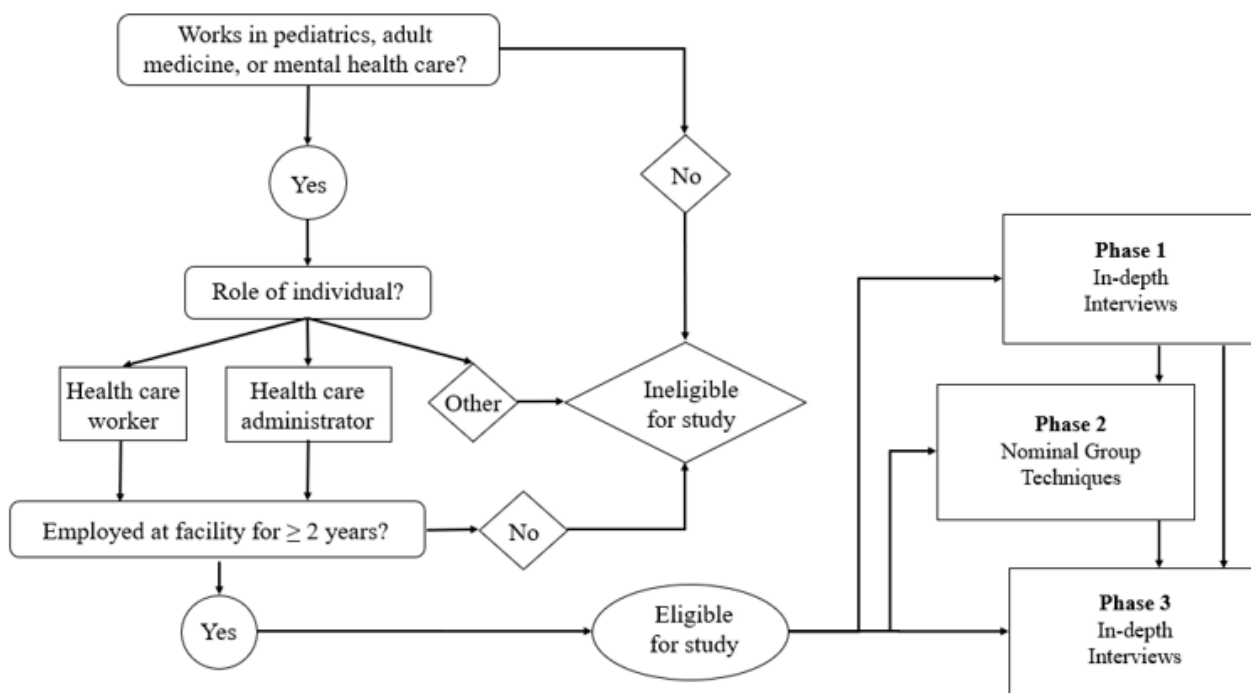 Works in pediatrics, adult
medicine, or mental health care?
Yes
No
Role of individual?
Health care
worker
Health care
administrator
Other
Ineligible
for study
Employed at facility for ≥ 2 years?
No
Yes
Eligible
for study
Phase 1
In-depth
Interviews
Phase 2
Nominal Group
Techniques
Phase 3
In-depth
Interviews